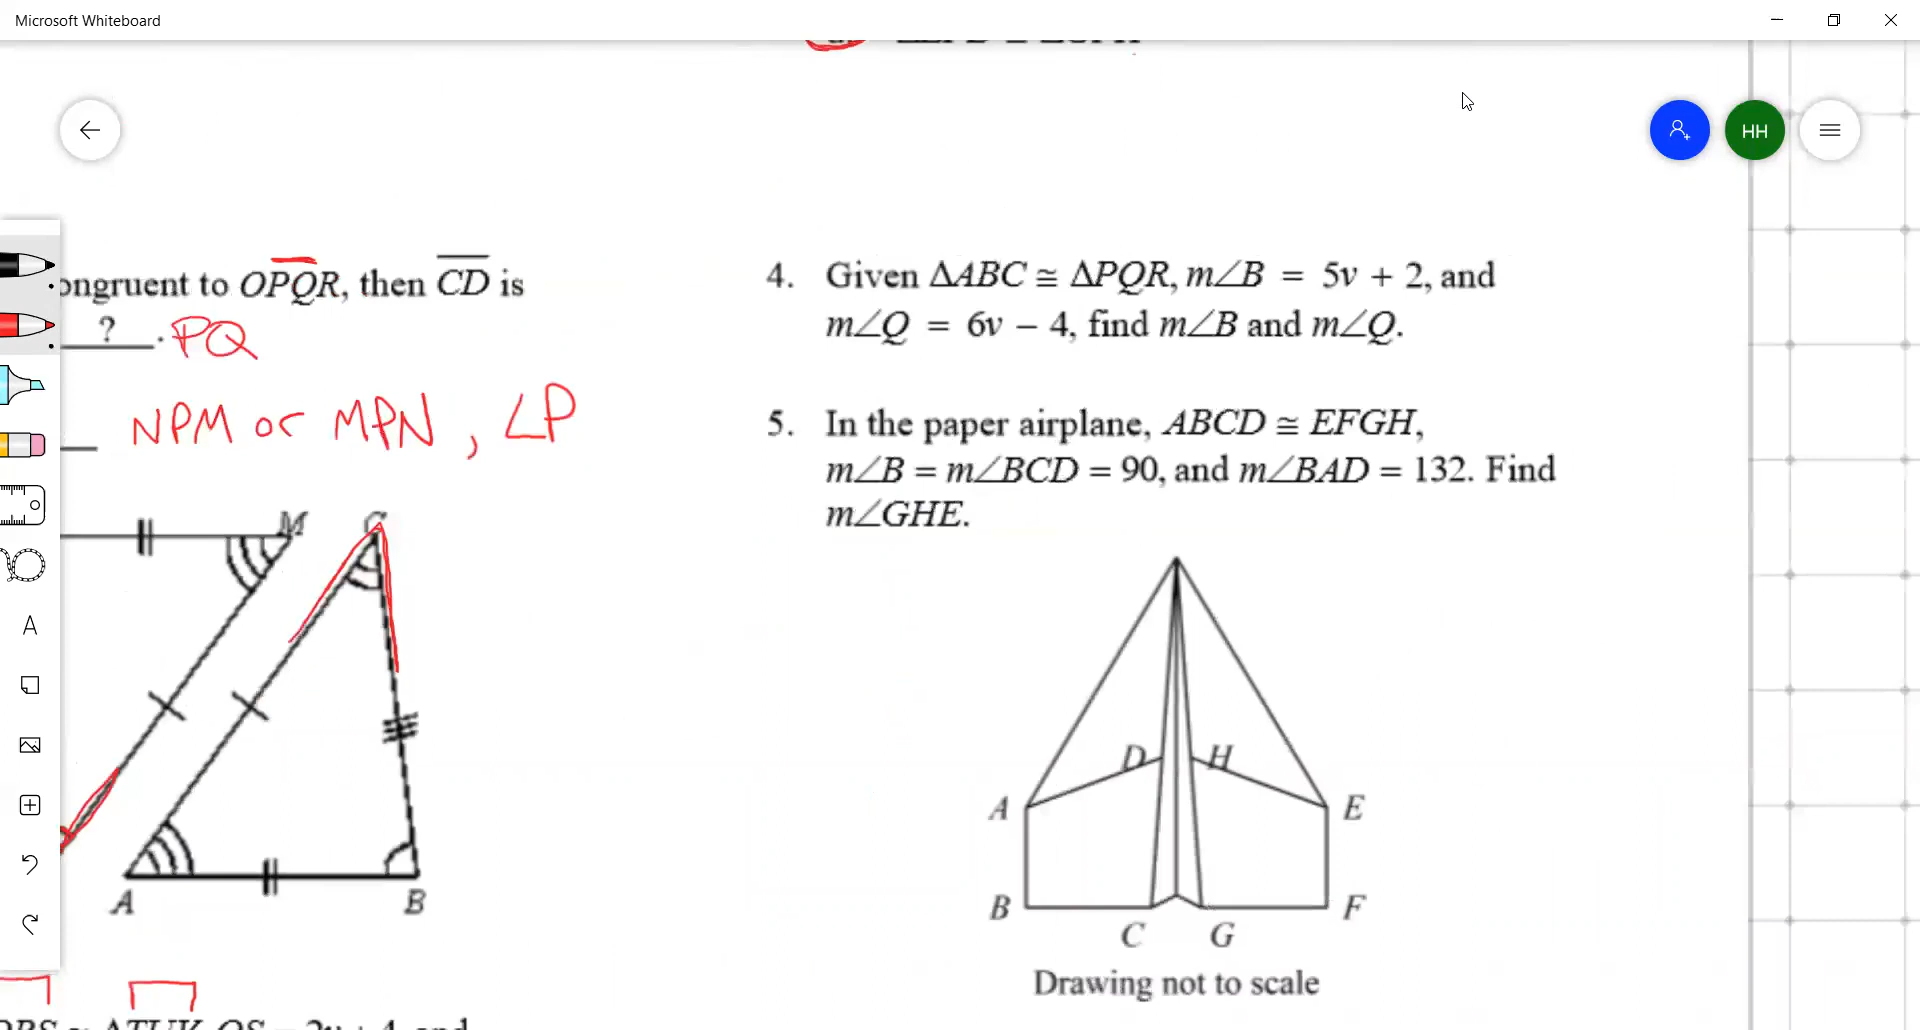 Microsoft Whiteboard
HH
ongruent to OPQR, then CD is
? . PQ
NPM or MPN, ∠P
M C
A B
4. Given ΔABC ≅ ΔPQR, m∠B = 5v + 2, and
m∠Q = 6v − 4, find m∠B and m∠Q.
5. In the paper airplane, ABCD ≅ EFGH,
m∠B = m∠BCD = 90, and m∠BAD = 132. Find
m∠GHE.
D H
A E
B F
C G
Drawing not to scale